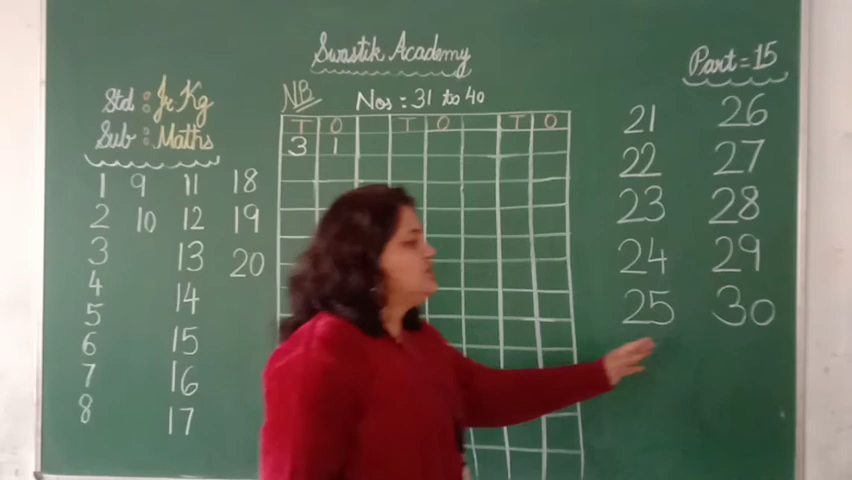 Swastik Academy
Part = 15
Std : Jr Kg
Sub : Maths
NB
Nos : 31 to 40
T O T O T O
3 1
1 9 11 18
2 10 12 19
3 13 20
4 14
5 15
6 16
7 17
8
21 26
22 27
23 28
24 29
25 30